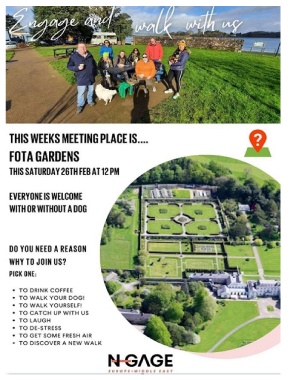 Engage and walk with us
THIS WEEKS MEETING PLACE IS....
FOTA GARDENS
THIS SATURDAY 26TH FEB AT 12 PM
EVERYONE IS WELCOME
WITH OR WITHOUT A DOG
DO YOU NEED A REASON
WHY TO JOIN US?
PICK ONE:
• TO DRINK COFFEE
• TO WALK YOUR DOG!
• TO WALK YOURSELF!
• TO CATCH UP WITH US
• TO LAUGH
• TO DE-STRESS
• TO GET SOME FRESH AIR
• TO DISCOVER A NEW WALK
?
N-GAGE
EUROPE-MIDDLE EAST